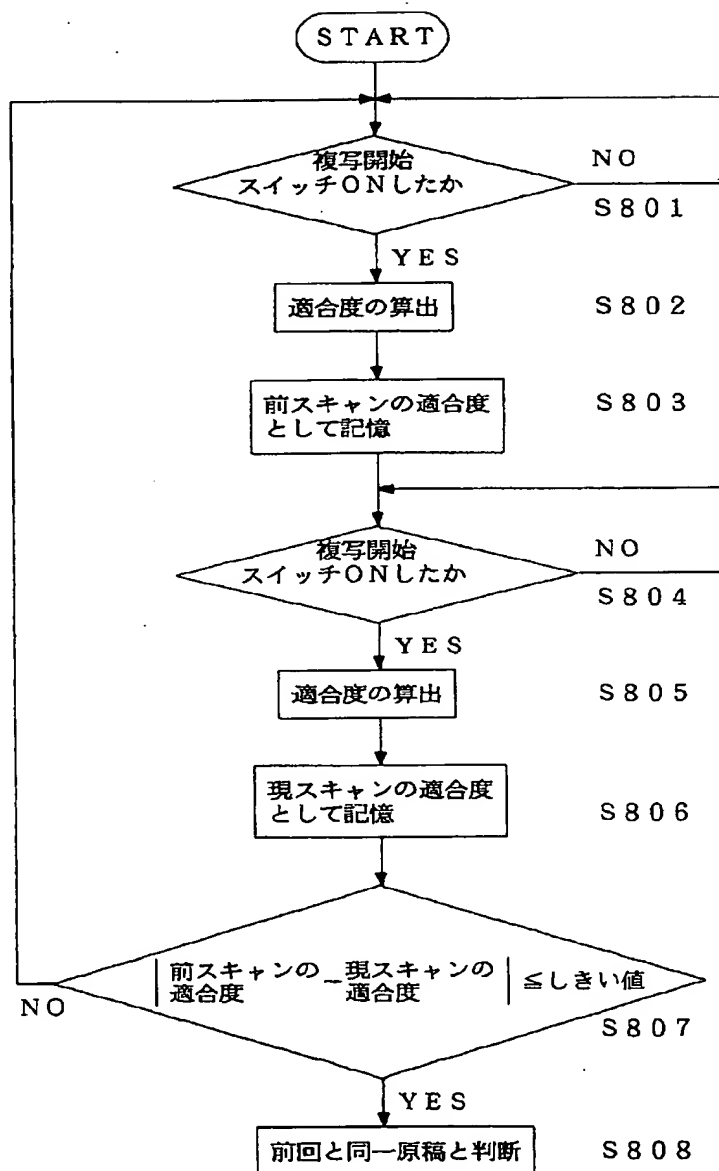 START
複写開始
スイッチONしたか
NO
S801
YES
適合度の算出
S802
前スキャンの適合度
として記憶
S803
複写開始
スイッチONしたか
NO
S804
YES
適合度の算出
S805
現スキャンの適合度
として記憶
S806
|前スキャンの適合度 − 現スキャンの適合度| ≦しきい値
NO
S807
YES
前回と同一原稿と判断
S808